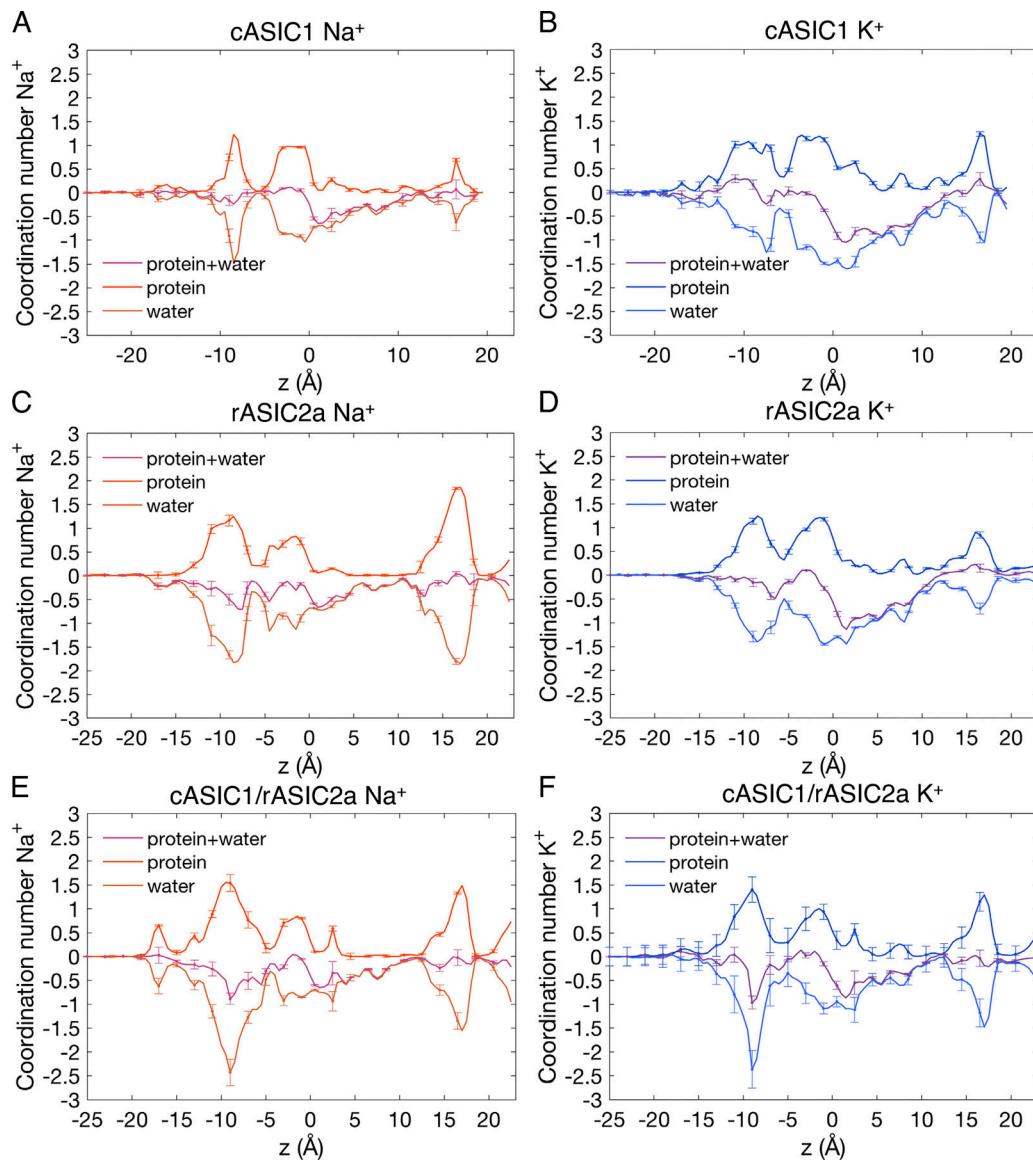 A
cASIC1 Na+
Coordination number Na+
3
2.5
2
1.5
1
0.5
0
-0.5
-1
-1.5
-2
-2.5
-3
protein+water
protein
water
-20 -10 0 10 20
z (Å)
B
cASIC1 K+
Coordination number K+
3
2.5
2
1.5
1
0.5
0
-0.5
-1
-1.5
-2
-2.5
-3
protein+water
protein
water
-25 -20 -15 -10 -5 0 5 10 15 20
z (Å)
C
rASIC2a Na+
Coordination number Na+
3
2.5
2
1.5
1
0.5
0
-0.5
-1
-1.5
-2
-2.5
-3
protein+water
protein
water
-25 -20 -15 -10 -5 0 5 10 15 20
z (Å)
D
rASIC2a K+
Coordination number K+
3
2.5
2
1.5
1
0.5
0
-0.5
-1
-1.5
-2
-2.5
-3
protein+water
protein
water
-25 -20 -15 -10 -5 0 5 10 15 20
z (Å)
E
cASIC1/rASIC2a Na+
Coordination number Na+
3
2.5
2
1.5
1
0.5
0
-0.5
-1
-1.5
-2
-2.5
-3
protein+water
protein
water
-25 -20 -15 -10 -5 0 5 10 15 20
z (Å)
F
cASIC1/rASIC2a K+
Coordination number K+
3
2.5
2
1.5
1
0.5
0
-0.5
-1
-1.5
-2
-2.5
-3
protein+water
protein
water
-25 -20 -15 -10 -5 0 5 10 15 20
z (Å)